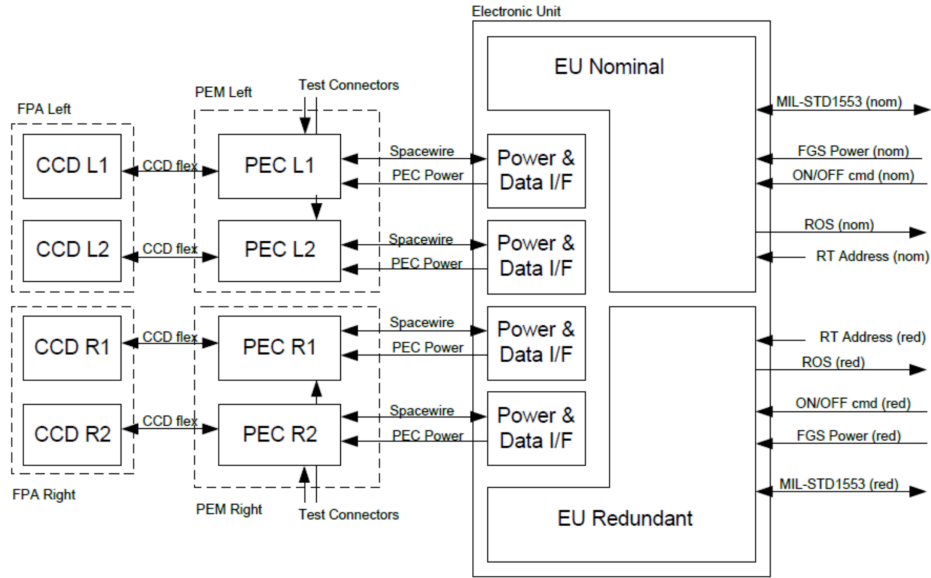 Electronic Unit
EU Nominal
Test Connectors
PEM Left
FPA Left
MIL-STD1553 (nom)
CCD L1
CCD flex
PEC L1
Spacewire
PEC Power
Power &
Data I/F
FGS Power (nom)
ON/OFF cmd (nom)
CCD L2
CCD flex
PEC L2
Spacewire
PEC Power
Power &
Data I/F
ROS (nom)
RT Address (nom)
CCD R1
CCD flex
PEC R1
Spacewire
PEC Power
Power &
Data I/F
RT Address (red)
ROS (red)
CCD R2
CCD flex
PEC R2
Spacewire
PEC Power
Power &
Data I/F
ON/OFF cmd (red)
FGS Power (red)
FPA Right
PEM Right
Test Connectors
MIL-STD1553 (red)
EU Redundant